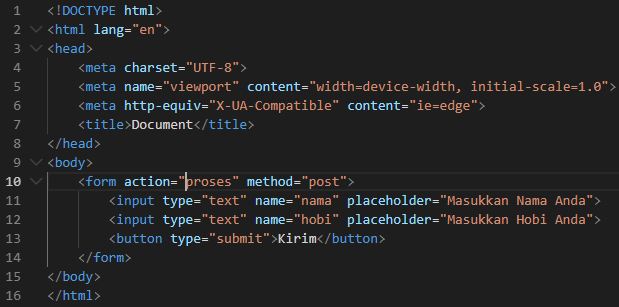 1 <!DOCTYPE html>
2 <html lang="en">
3 <head>
4     <meta charset="UTF-8">
5     <meta name="viewport" content="width=device-width, initial-scale=1.0">
6     <meta http-equiv="X-UA-Compatible" content="ie=edge">
7     <title>Document</title>
8 </head>
9 <body>
10     <form action="proses" method="post">
11         <input type="text" name="nama" placeholder="Masukkan Nama Anda">
12         <input type="text" name="hobi" placeholder="Masukkan Hobi Anda">
13         <button type="submit">Kirim</button>
14     </form>
15 </body>
16 </html>